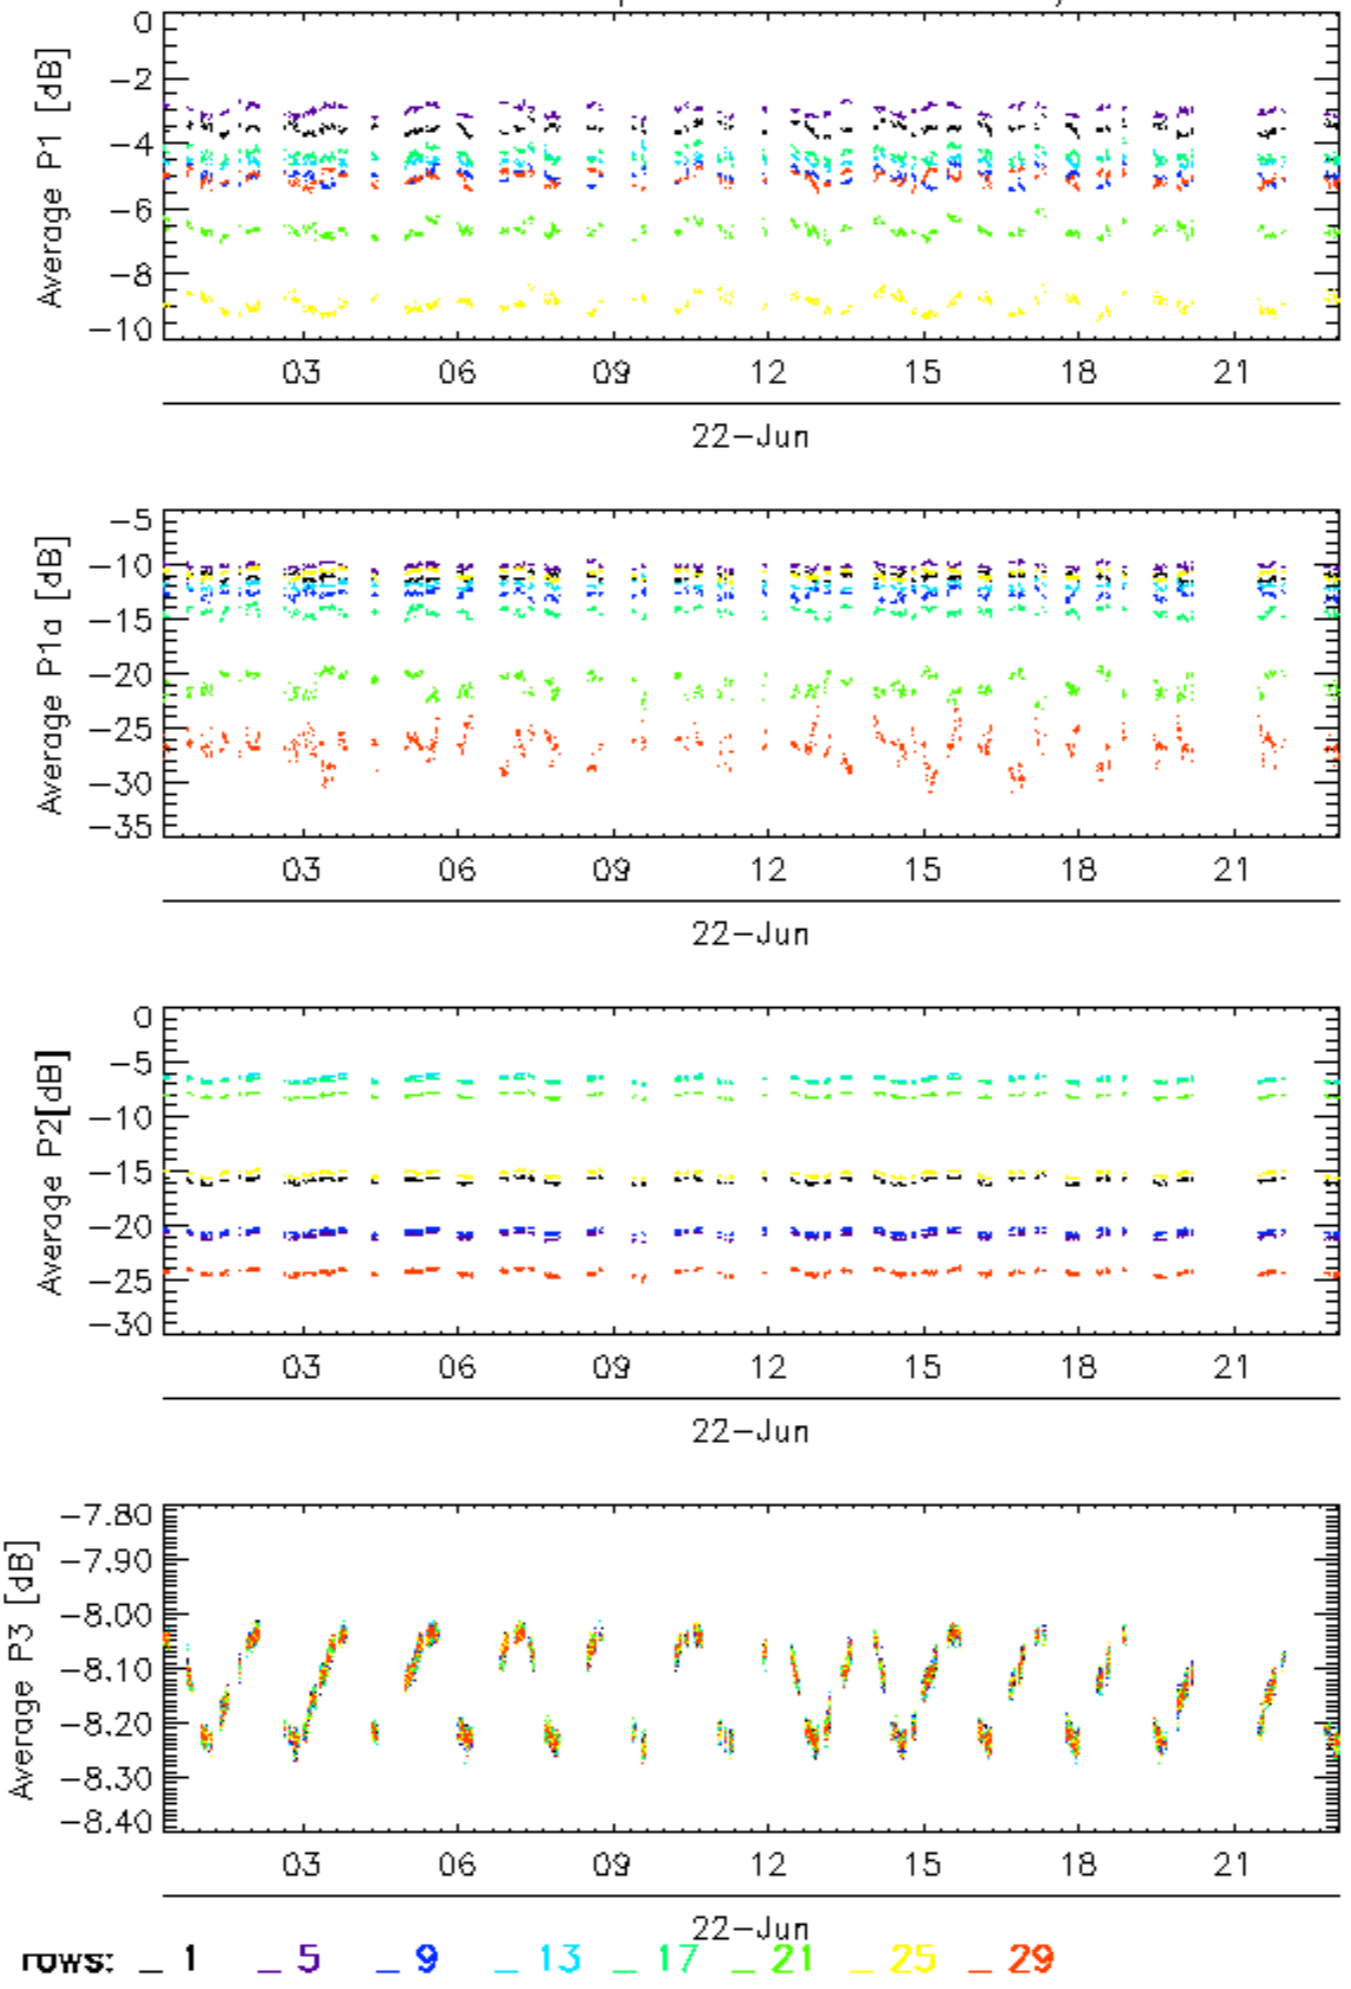 0
−2
−4
−6
−8
−10
Average P1 [dB]
03 06 09 12 15 18 21
22−Jun
−5
−10
−15
−20
−25
−30
−35
Average P1a [dB]
03 06 09 12 15 18 21
22−Jun
0
−5
−10
−15
−20
−25
−30
Average P2[dB]
03 06 09 12 15 18 21
22−Jun
−7.80
−7.90
−8.00
−8.10
−8.20
−8.30
−8.40
Average P3 [dB]
03 06 09 12 15 18 21
22−Jun
rows: _ 1 _ 5 _ 9 _ 13 _ 17 _ 21 _ 25 _ 29